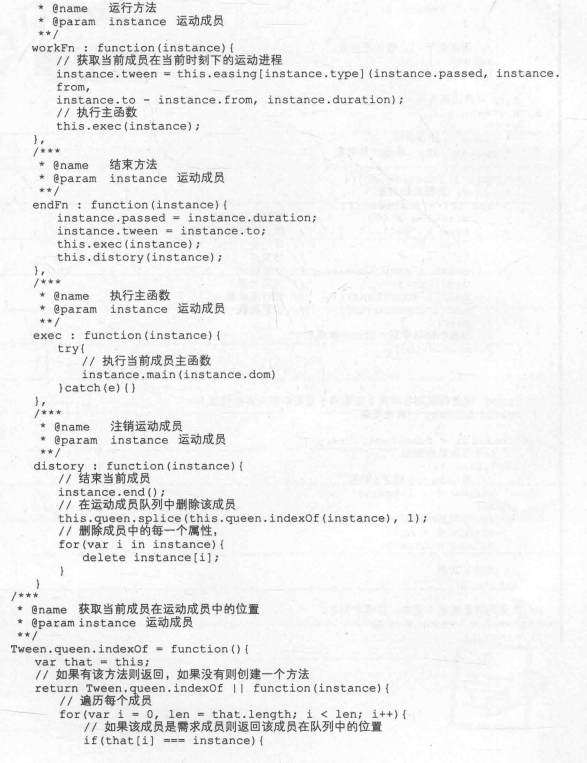 * @name   运行方法
 * @param  instance 运动成员
 **/
workFn : function(instance){
    // 获取当前成员在当前时刻下的运动进程
    instance.tween = this.easing[instance.type](instance.passed, instance.
    from,
    instance.to - instance.from, instance.duration);
    // 执行主函数
    this.exec(instance);
},
/***
 * @name   结束方法
 * @param  instance 运动成员
 **/
endFn : function(instance){
    instance.passed = instance.duration;
    instance.tween = instance.to;
    this.exec(instance);
    this.distory(instance);
},
/***
 * @name   执行主函数
 * @param  instance 运动成员
 **/
exec : function(instance){
    try{
        // 执行当前成员主函数
        instance.main(instance.dom)
    }catch(e){}
},
/***
 * @name   注销运动成员
 * @param  instance 运动成员
 **/
distory : function(instance){
    // 结束当前成员
    instance.end();
    // 在运动成员队列中删除该成员
    this.queen.splice(this.queen.indexOf(instance), 1);
    // 删除成员中的每一个属性,
    for(var i in instance){
        delete instance[i];
    }
}
/***
 * @name 获取当前成员在运动成员中的位置
 * @param instance 运动成员
 **/
Tween.queen.indexOf = function(){
    var that = this;
    // 如果有该方法则返回，如果没有则创建一个方法
    return Tween.queen.indexOf || function(instance){
        // 遍历每个成员
        for(var i = 0, len = that.length; i < len; i++){
            // 如果该成员是需求成员则返回该成员在队列中的位置
            if(that[i] === instance){